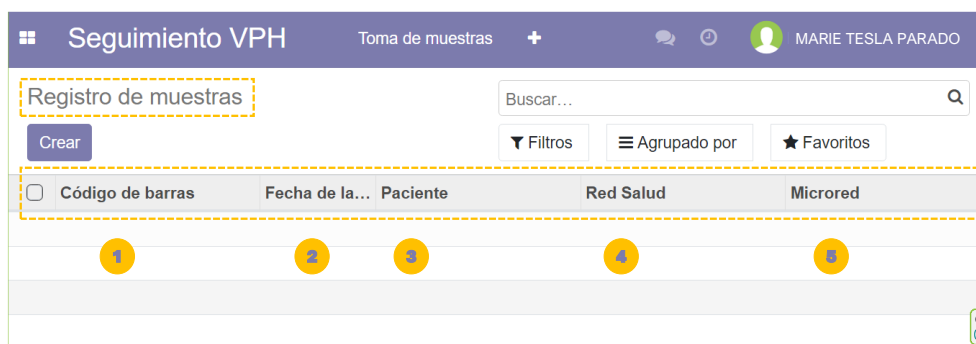 Seguimiento VPH Toma de muestras + MARIE TESLA PARADO
Registro de muestras
Buscar...
Crear
Filtros Agrupado por Favoritos
Código de barras Fecha de la... Paciente Red Salud Microred
1 2 3 4 5